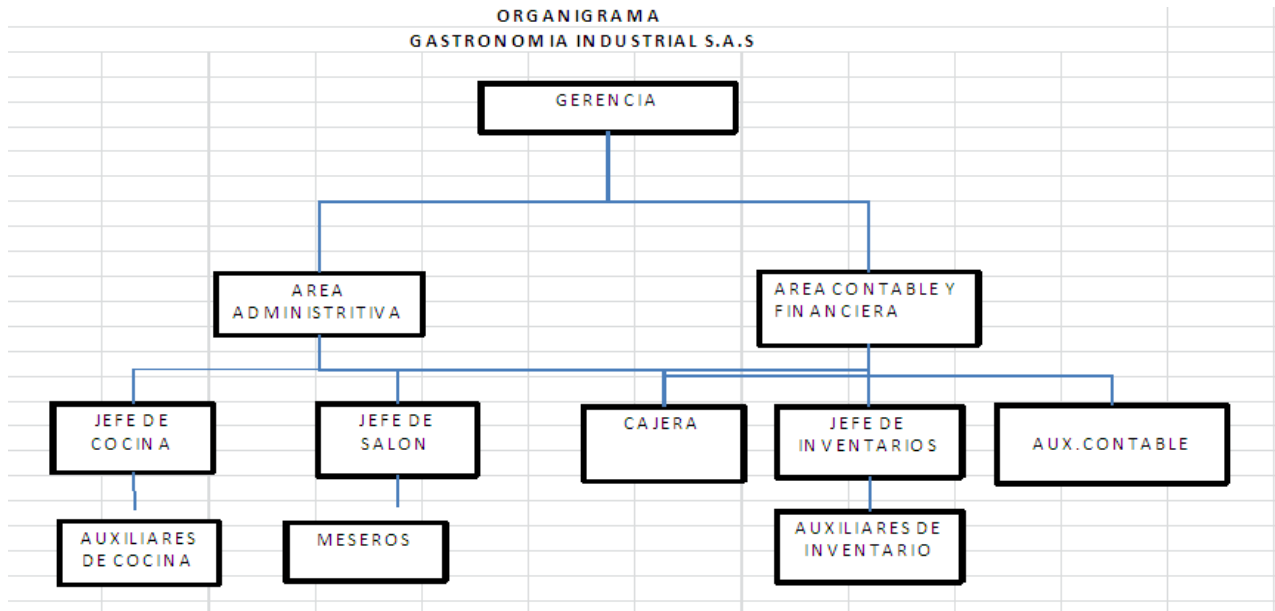 ORGANIGRAMA
GASTRONOMIA INDUSTRIAL S.A.S
GERENCIA
AREA
ADMINISTRITIVA
AREA CONTABLE Y
FINANCIERA
JEFE DE
COCINA
JEFE DE
SALON
CAJERA
JEFE DE
INVENTARIOS
AUX.CONTABLE
AUXILIARES
DE COCINA
MESEROS
AUXILIARES DE
INVENTARIO